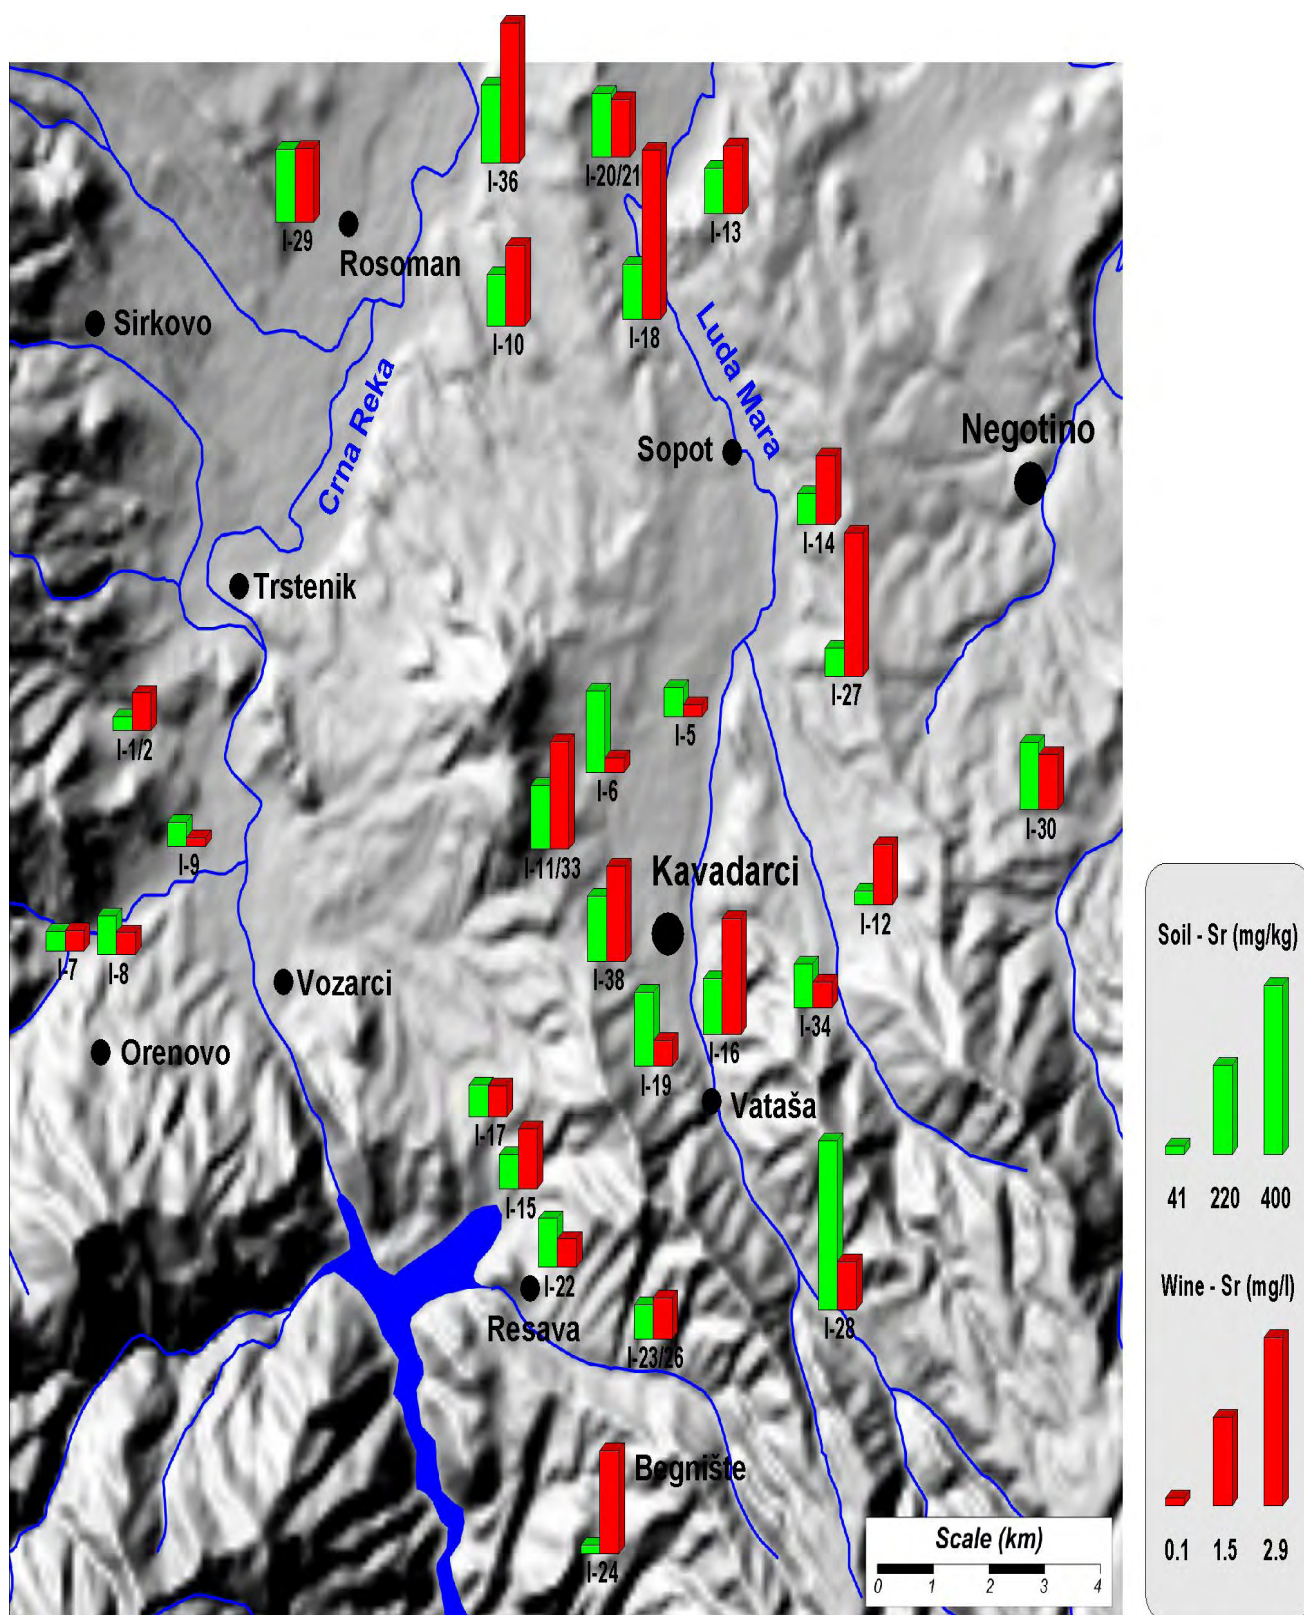 I-36
I-20/21
I-13
I-29
Rosoman
Sirkovo
I-10
I-18
Luda Mara
Crna Reka
Negotino
Sopot
I-14
Trstenik
I-27
I-5
I-1/2
I-6
I-30
I-9
I-11/33
Kavadarci
I-12
I-7
I-8
I-38
Vozarci
I-34
I-16
Orenovo
I-19
Vataša
I-17
I-15
I-22
Resava
I-28
I-23/26
Begnište
I-24
Scale (km)
0 1 2 3 4
Soil - Sr (mg/kg)
41 220 400
Wine - Sr (mg/l)
0.1 1.5 2.9